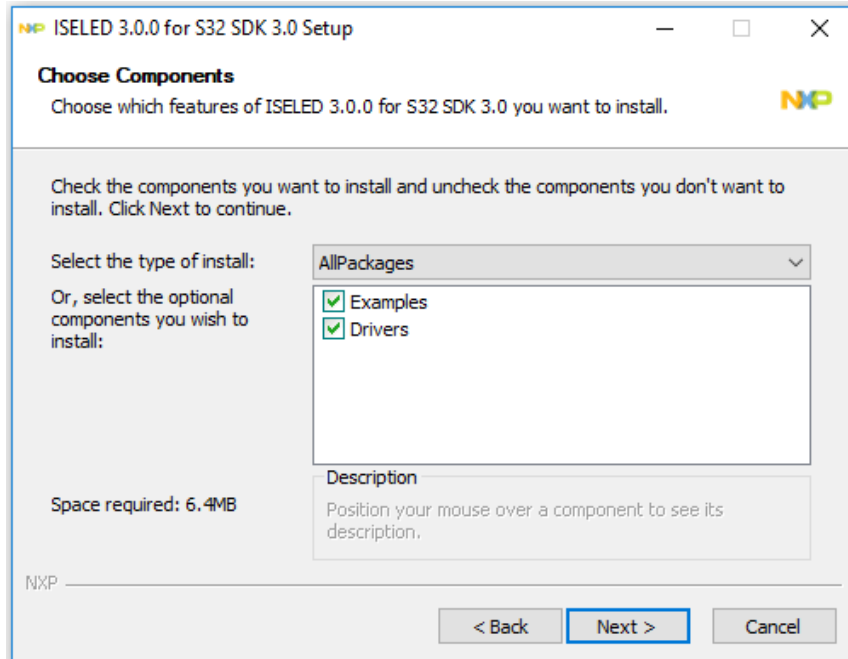 NXP ISELED 3.0.0 for S32 SDK 3.0 Setup
Choose Components
Choose which features of ISELED 3.0.0 for S32 SDK 3.0 you want to install.
NXP
Check the components you want to install and uncheck the components you don't want to
install. Click Next to continue.
Select the type of install:
AllPackages
Or, select the optional
components you wish to
install:
Examples
Drivers
Space required: 6.4MB
Description
Position your mouse over a component to see its
description.
NXP
< Back
Next >
Cancel